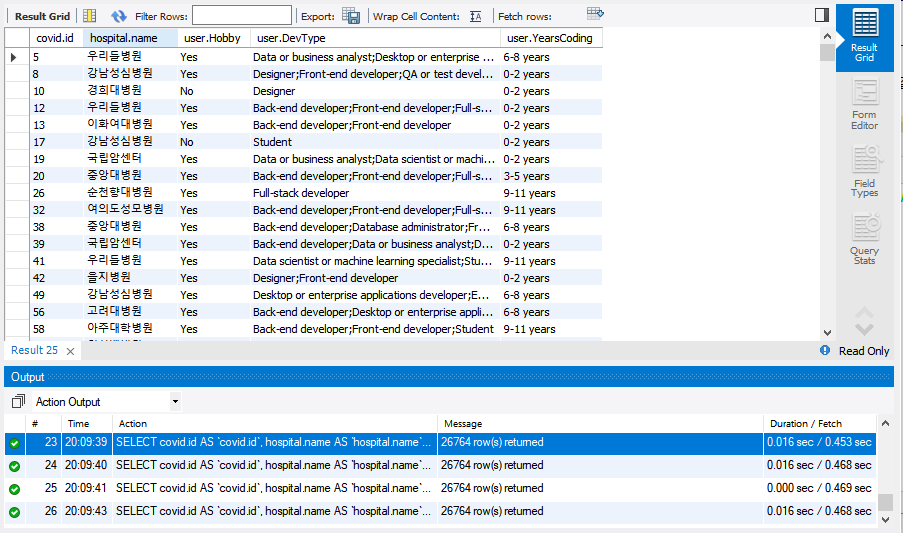 Result Grid Filter Rows: Export: Wrap Cell Content: Fetch rows:
covid.id hospital.name user.Hobby user.DevType user.YearsCoding
5 우리들병원 Yes Data or business analyst;Desktop or enterprise ... 6-8 years
8 강남성심병원 Yes Designer;Front-end developer;QA or test devel... 0-2 years
10 경희대병원 No Designer 0-2 years
12 우리들병원 Yes Back-end developer;Front-end developer;Full-s... 0-2 years
13 이화여대병원 Yes Back-end developer;Front-end developer 0-2 years
17 강남성심병원 No Student 0-2 years
19 국립암센터 Yes Data or business analyst;Data scientist or machi... 0-2 years
20 중앙대병원 Yes Back-end developer;Front-end developer;Full-s... 3-5 years
26 순천향대병원 Yes Full-stack developer 9-11 years
32 여의도성모병원 Yes Back-end developer;Front-end developer;Full-s... 9-11 years
38 중앙대병원 Yes Back-end developer;Database administrator;Fr... 6-8 years
39 국립암센터 Yes Back-end developer;Data or business analyst;D... 0-2 years
41 우리들병원 Yes Data scientist or machine learning specialist;Stu... 9-11 years
42 을지병원 Yes Designer;Front-end developer 0-2 years
49 강남성심병원 Yes Desktop or enterprise applications developer;E... 6-8 years
56 고려대병원 Yes Back-end developer;Desktop or enterprise appli... 6-8 years
58 아주대학병원 Yes Back-end developer;Front-end developer;Student 9-11 years
Result
Grid
Form
Editor
Field
Types
Query
Stats
Result 25 Read Only
Output
Action Output
# Time Action Message Duration / Fetch
23 20:09:39 SELECT covid.id AS `covid.id`, hospital.name AS `hospital.name`... 26764 row(s) returned 0.016 sec / 0.453 sec
24 20:09:40 SELECT covid.id AS `covid.id`, hospital.name AS `hospital.name`... 26764 row(s) returned 0.016 sec / 0.468 sec
25 20:09:41 SELECT covid.id AS `covid.id`, hospital.name AS `hospital.name`... 26764 row(s) returned 0.000 sec / 0.469 sec
26 20:09:43 SELECT covid.id AS `covid.id`, hospital.name AS `hospital.name`... 26764 row(s) returned 0.016 sec / 0.468 sec